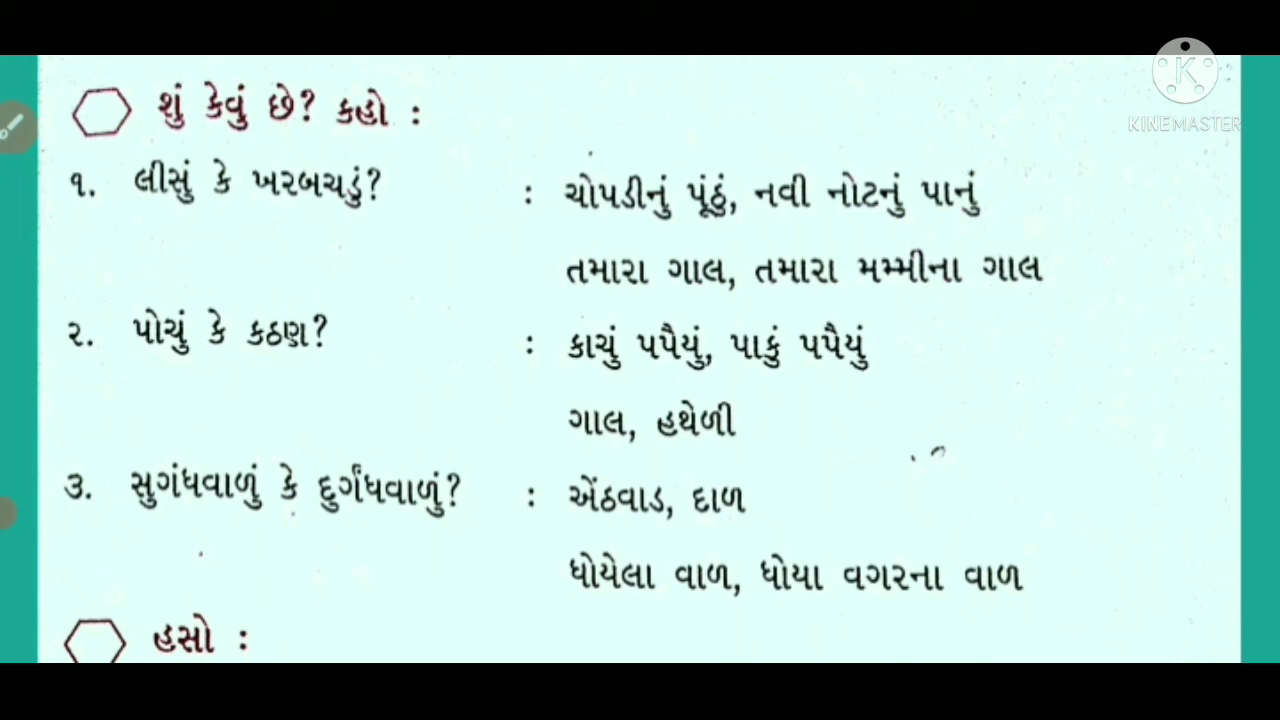 KINEMASTER
શું કેવું છે? કહો :
૧. લીસું કે ખરબચડું? : ચોપડીનું પૂંઠું, નવી નોટનું પાનું
તમારા ગાલ, તમારા મમ્મીના ગાલ
૨. પોચું કે કઠણ? : કાચું પપૈયું, પાકું પપૈયું
ગાલ, હથેળી
૩. સુગંધવાળું કે દુર્ગંધવાળું? : એંઠવાડ, દાળ
ધોયેલા વાળ, ધોયા વગરના વાળ
હસો :